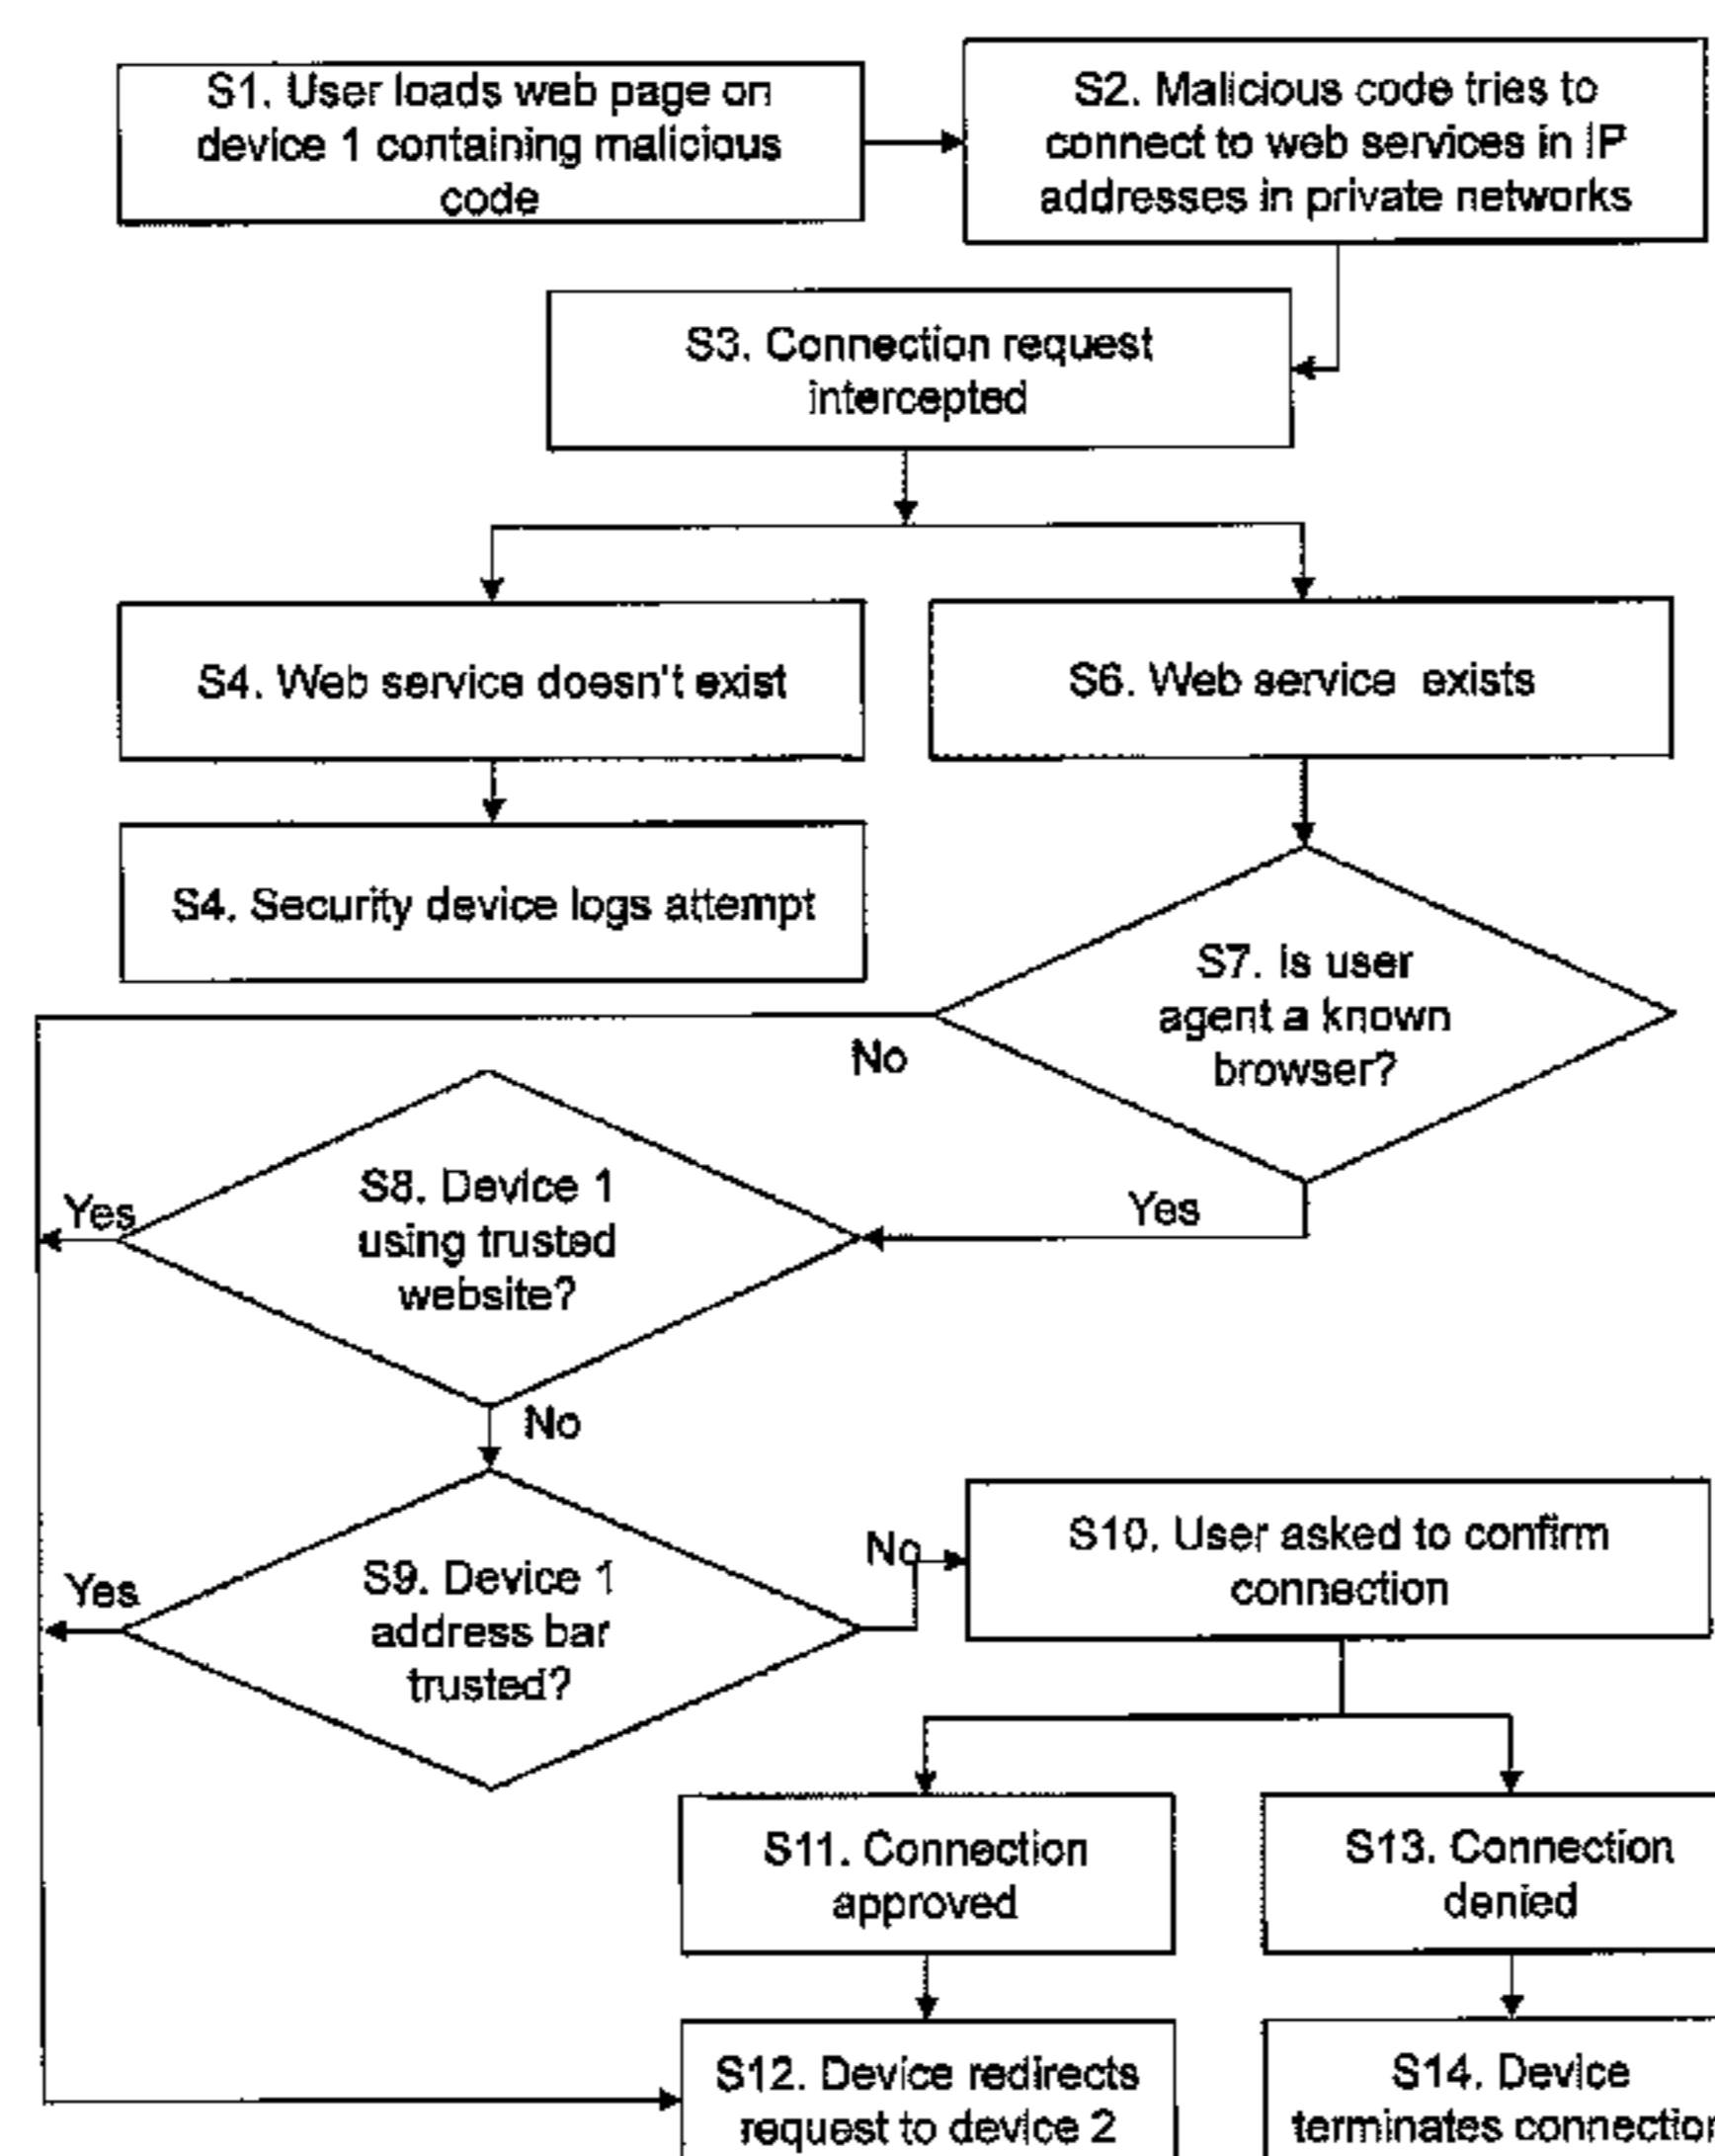 S1. User loads web page on
device 1 containing malicious
code
S2. Malicious code tries to
connect to web services in IP
addresses in private networks
S3. Connection request
intercepted
S4. Web service doesn't exist
S6. Web service exists
S4. Security device logs attempt
S7. Is user
agent a known
browser?
No
Yes
S8. Device 1
using trusted
website?
Yes
No
S9. Device 1
address bar
trusted?
Yes
No
S10. User asked to confirm
connection
S11. Connection
approved
S13. Connection
denied
S12. Device redirects
request to device 2
S14. Device
terminates connection